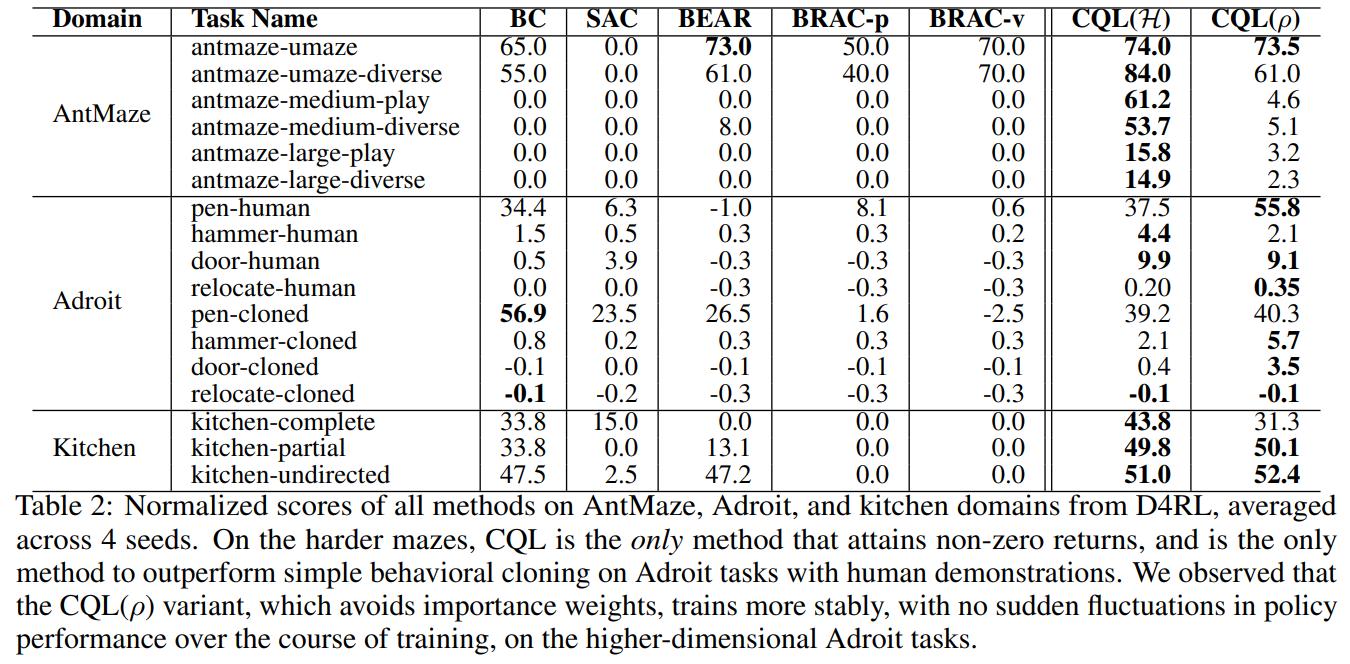 Domain Task Name BC SAC BEAR BRAC-p BRAC-v CQL(H) CQL(ρ)
AntMaze
antmaze-umaze 65.0 0.0 73.0 50.0 70.0 74.0 73.5
antmaze-umaze-diverse 55.0 0.0 61.0 40.0 70.0 84.0 61.0
antmaze-medium-play 0.0 0.0 0.0 0.0 0.0 61.2 4.6
antmaze-medium-diverse 0.0 0.0 8.0 0.0 0.0 53.7 5.1
antmaze-large-play 0.0 0.0 0.0 0.0 0.0 15.8 3.2
antmaze-large-diverse 0.0 0.0 0.0 0.0 0.0 14.9 2.3
Adroit
pen-human 34.4 6.3 -1.0 8.1 0.6 37.5 55.8
hammer-human 1.5 0.5 0.3 0.3 0.2 4.4 2.1
door-human 0.5 3.9 -0.3 -0.3 -0.3 9.9 9.1
relocate-human 0.0 0.0 -0.3 -0.3 -0.3 0.20 0.35
pen-cloned 56.9 23.5 26.5 1.6 -2.5 39.2 40.3
hammer-cloned 0.8 0.2 0.3 0.3 0.3 2.1 5.7
door-cloned -0.1 0.0 -0.1 -0.1 -0.1 0.4 3.5
relocate-cloned -0.1 -0.2 -0.3 -0.3 -0.3 -0.1 -0.1
Kitchen
kitchen-complete 33.8 15.0 0.0 0.0 0.0 43.8 31.3
kitchen-partial 33.8 0.0 13.1 0.0 0.0 49.8 50.1
kitchen-undirected 47.5 2.5 47.2 0.0 0.0 51.0 52.4
Table 2: Normalized scores of all methods on AntMaze, Adroit, and kitchen domains from D4RL, averaged
across 4 seeds. On the harder mazes, CQL is the only method that attains non-zero returns, and is the only
method to outperform simple behavioral cloning on Adroit tasks with human demonstrations. We observed that
the CQL(ρ) variant, which avoids importance weights, trains more stably, with no sudden fluctuations in policy
performance over the course of training, on the higher-dimensional Adroit tasks.